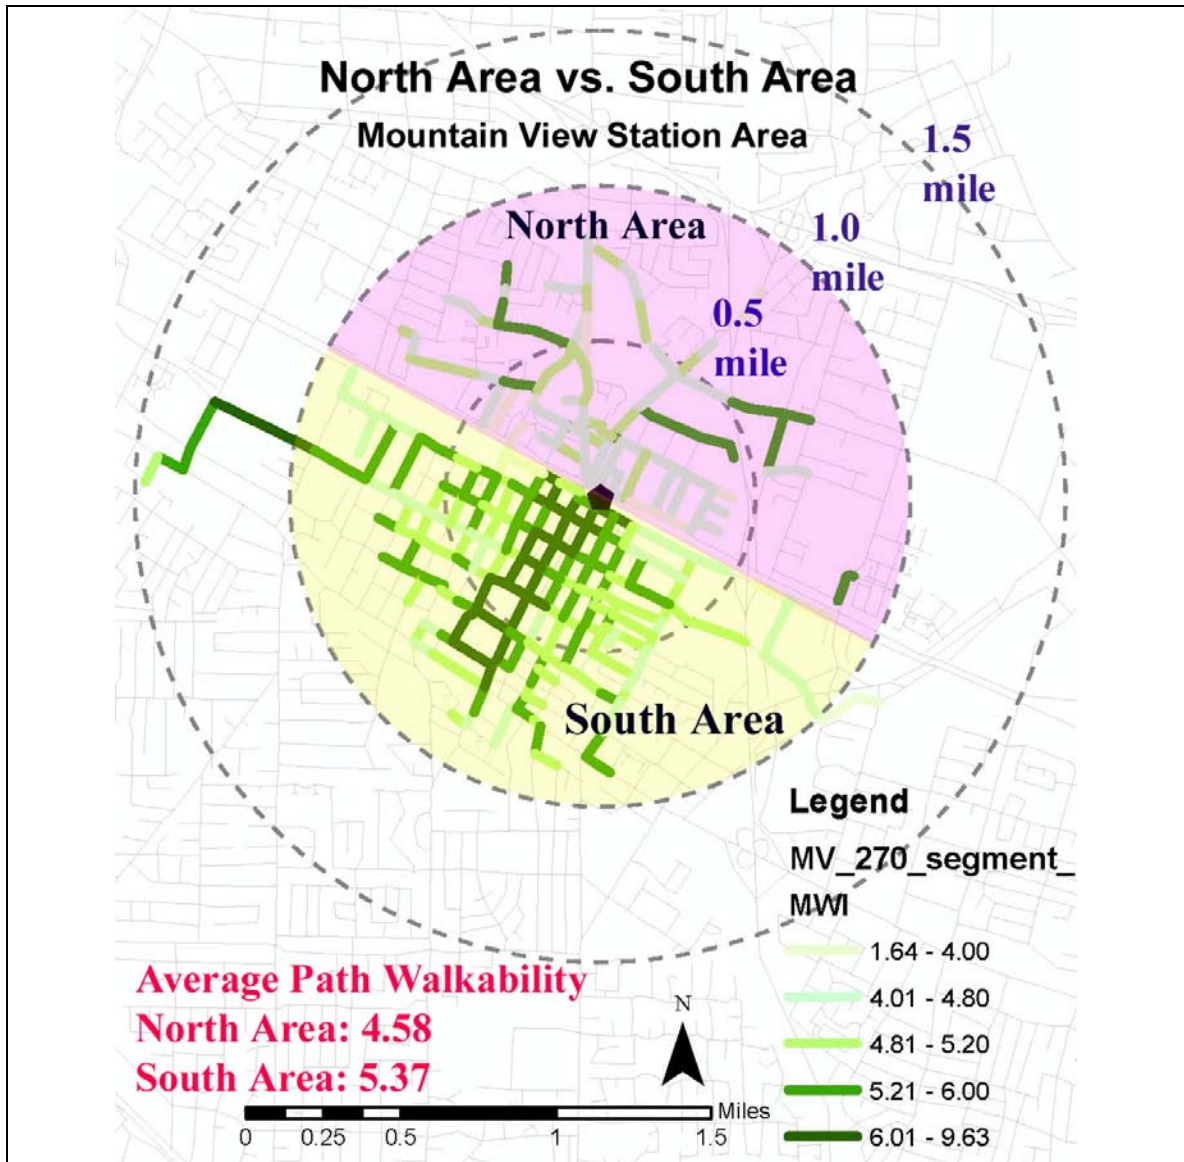 North Area vs. South Area
Mountain View Station Area
1.5
mile
North Area
1.0
mile
0.5
mile
South Area
Legend
MV_270_segment_
MWI
1.64 - 4.00
4.01 - 4.80
4.81 - 5.20
5.21 - 6.00
6.01 - 9.63
Average Path Walkability
North Area: 4.58
South Area: 5.37
N
Miles
0 0.25 0.5 1 1.5